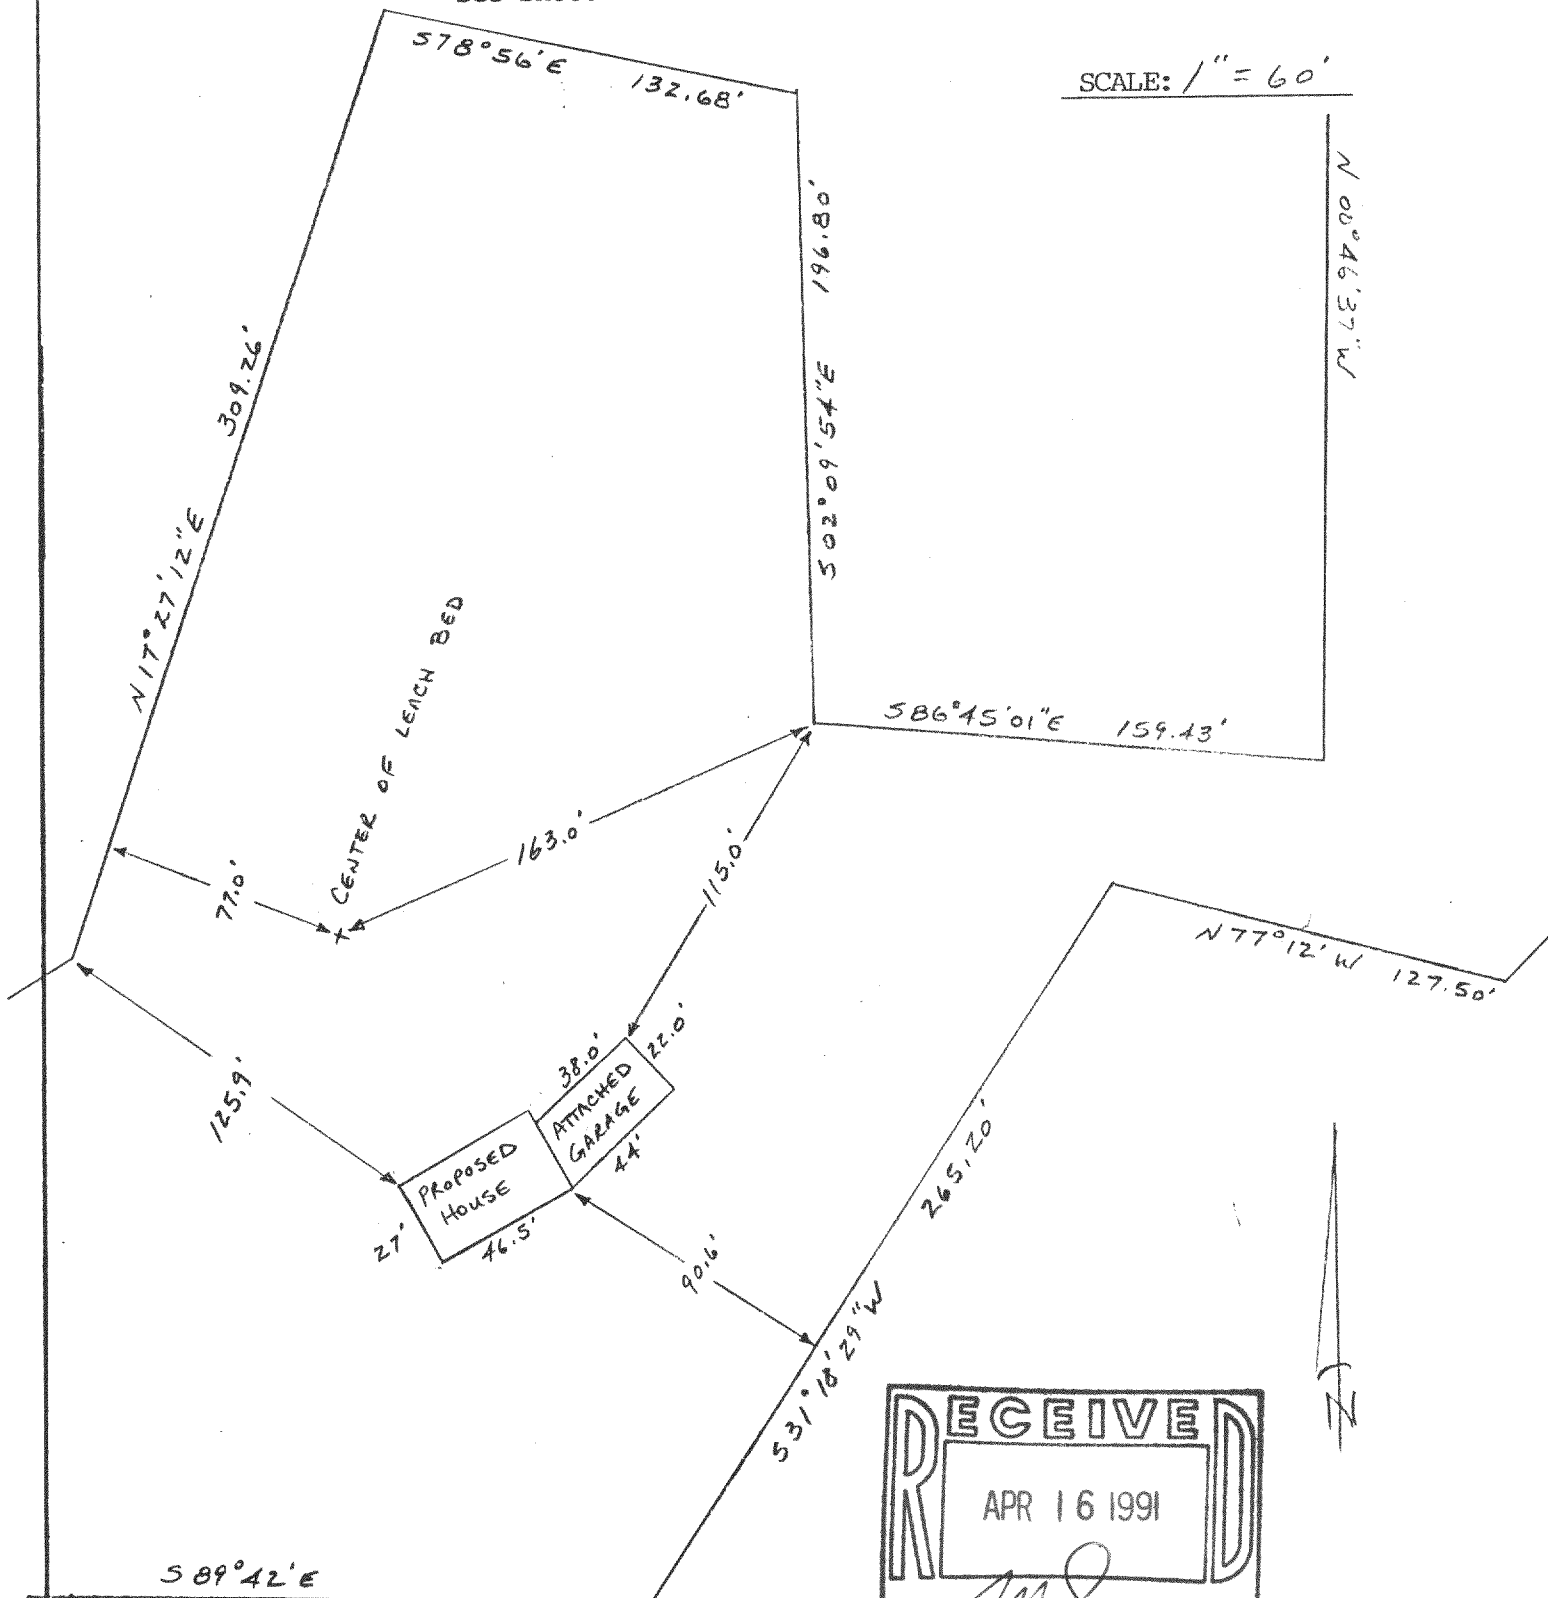 S78°56'E 132.68'
SCALE: 1" = 60'
N 00°46'37"W
196.80'
S 02°09'54"E
309.26'
N 17°27'12"E
CENTER OF LEACH BED
S86°45'01"E 159.43'
163.0'
115.0'
77.0'
N77°12'W 127.50'
125.9'
38.0'
22.0'
ATTACHED
GARAGE
44'
PROPOSED
HOUSE
27'
46.5'
90.6'
265.20'
S31°18'29"W
N
RECEIVED
APR 16 1991
S89°42'E